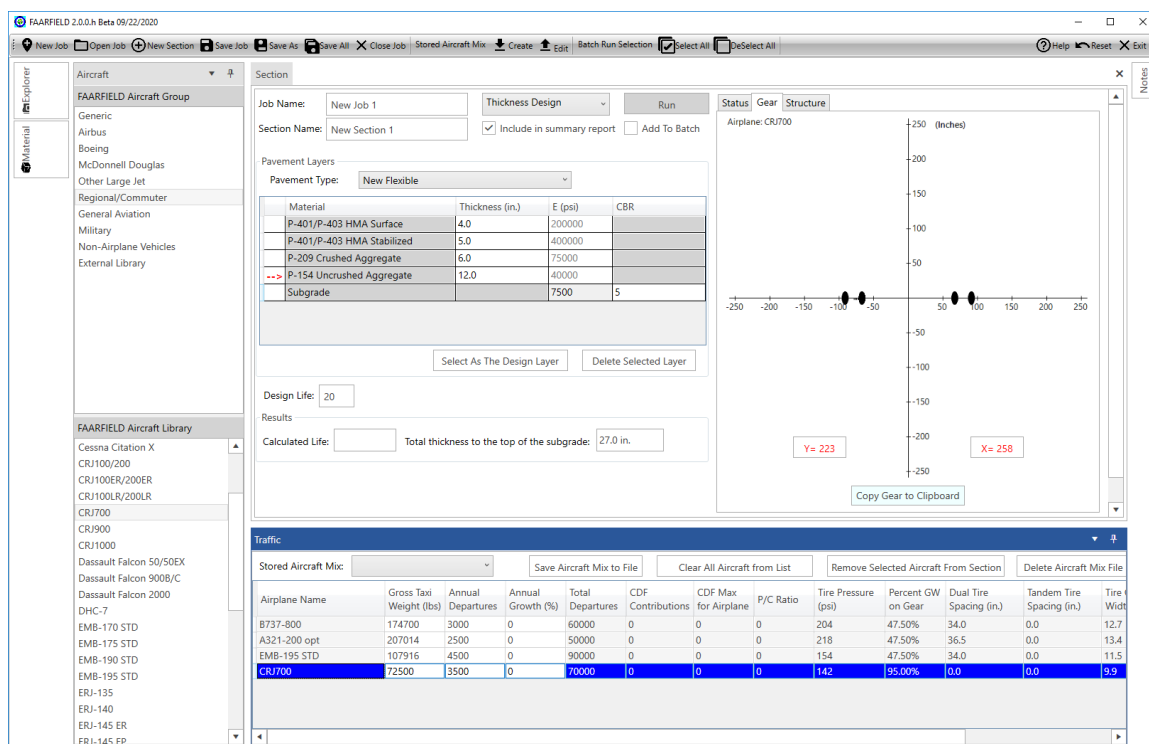 FAARFIELD 2.0.0.h Beta 09/22/2020
New Job Open Job New Section Save Job Save As Save All Close Job Stored Aircraft Mix Create Edit Batch Run Selection Select All DeSelect All Help Reset Exit
Explorer
Material
Notes
Aircraft
FAARFIELD Aircraft Group
Generic
Airbus
Boeing
McDonnell Douglas
Other Large Jet
Regional/Commuter
General Aviation
Military
Non-Airplane Vehicles
External Library
FAARFIELD Aircraft Library
Cessna Citation X
CRJ100/200
CRJ100ER/200ER
CRJ100LR/200LR
CRJ700
CRJ900
CRJ1000
Dassault Falcon 50/50EX
Dassault Falcon 900B/C
Dassault Falcon 2000
DHC-7
EMB-170 STD
EMB-175 STD
EMB-190 STD
EMB-195 STD
ERJ-135
ERJ-140
ERJ-145 ER
ERJ-145 EP
Section
Job Name: New Job 1 Thickness Design Run
Section Name: New Section 1 Include in summary report Add To Batch
Pavement Layers
Pavement Type: New Flexible
Material Thickness (in.) E (psi) CBR
P-401/P-403 HMA Surface 4.0 200000
P-401/P-403 HMA Stabilized 5.0 400000
P-209 Crushed Aggregate 6.0 75000
--> P-154 Uncrushed Aggregate 12.0 40000
Subgrade 7500 5
Select As The Design Layer Delete Selected Layer
Design Life: 20
Results
Calculated Life: Total thickness to the top of the subgrade: 27.0 in.
Status Gear Structure
Airplane: CRJ700
250 (Inches)
200
150
100
50
-250 -200 -150 -100 -50 50 100 150 200 250
-50
-100
-150
-200
-250
Y= 223 X= 258
Copy Gear to Clipboard
Traffic
Stored Aircraft Mix: Save Aircraft Mix to File Clear All Aircraft from List Remove Selected Aircraft From Section Delete Aircraft Mix File
Airplane Name Gross Taxi Weight (lbs) Annual Departures Annual Growth (%) Total Departures CDF Contributions CDF Max for Airplane P/C Ratio Tire Pressure (psi) Percent GW on Gear Dual Tire Spacing (in.) Tandem Tire Spacing (in.) Tire
B737-800 174700 3000 0 60000 0 0 0 204 47.50% 34.0 0.0 12.7
A321-200 opt 207014 2500 0 50000 0 0 0 218 47.50% 36.5 0.0 13.4
EMB-195 STD 107916 4500 0 90000 0 0 0 154 47.50% 34.0 0.0 11.5
CRJ700 72500 3500 0 70000 0 0 0 142 95.00% 0.0 0.0 9.9